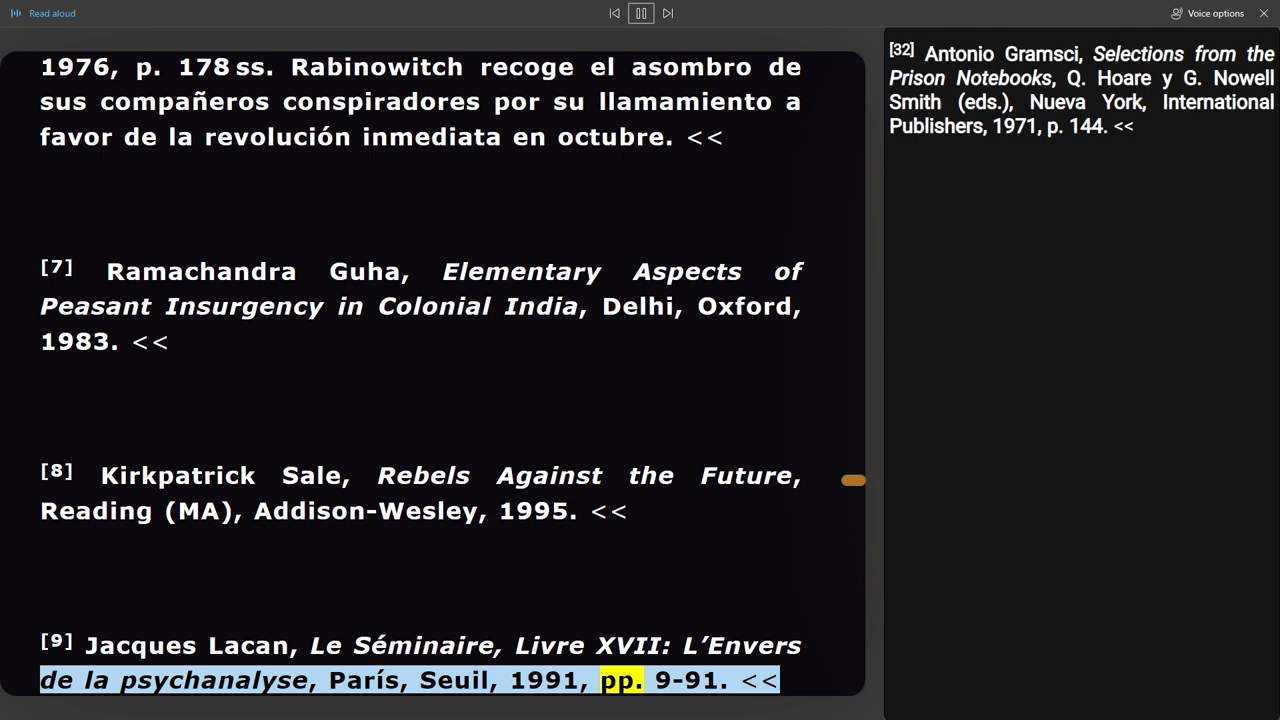 Read aloud
Voice options
1976, p. 178 ss. Rabinowitch recoge el asombro de
sus compañeros conspiradores por su llamamiento a
favor de la revolución inmediata en octubre. <<
[7] Ramachandra Guha, Elementary Aspects of
Peasant Insurgency in Colonial India, Delhi, Oxford,
1983. <<
[8] Kirkpatrick Sale, Rebels Against the Future,
Reading (MA), Addison-Wesley, 1995. <<
[9] Jacques Lacan, Le Séminaire, Livre XVII: L’Envers
de la psychanalyse, París, Seuil, 1991, pp. 9-91. <<
[32] Antonio Gramsci, Selections from the
Prison Notebooks, Q. Hoare y G. Nowell
Smith (eds.), Nueva York, International
Publishers, 1971, p. 144. <<